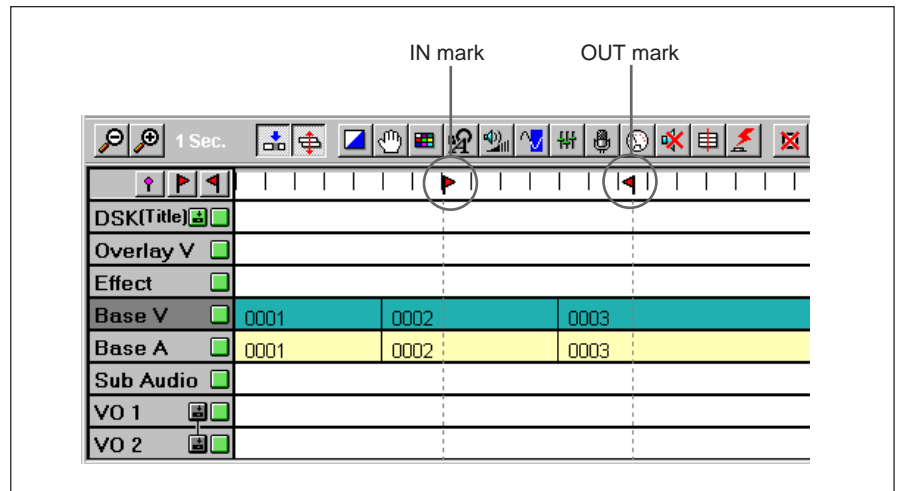 IN mark OUT mark
1 Sec.
DSK(Title)
Overlay V
Effect
Base V 0001 0002 0003
Base A 0001 0002 0003
Sub Audio
VO 1
VO 2